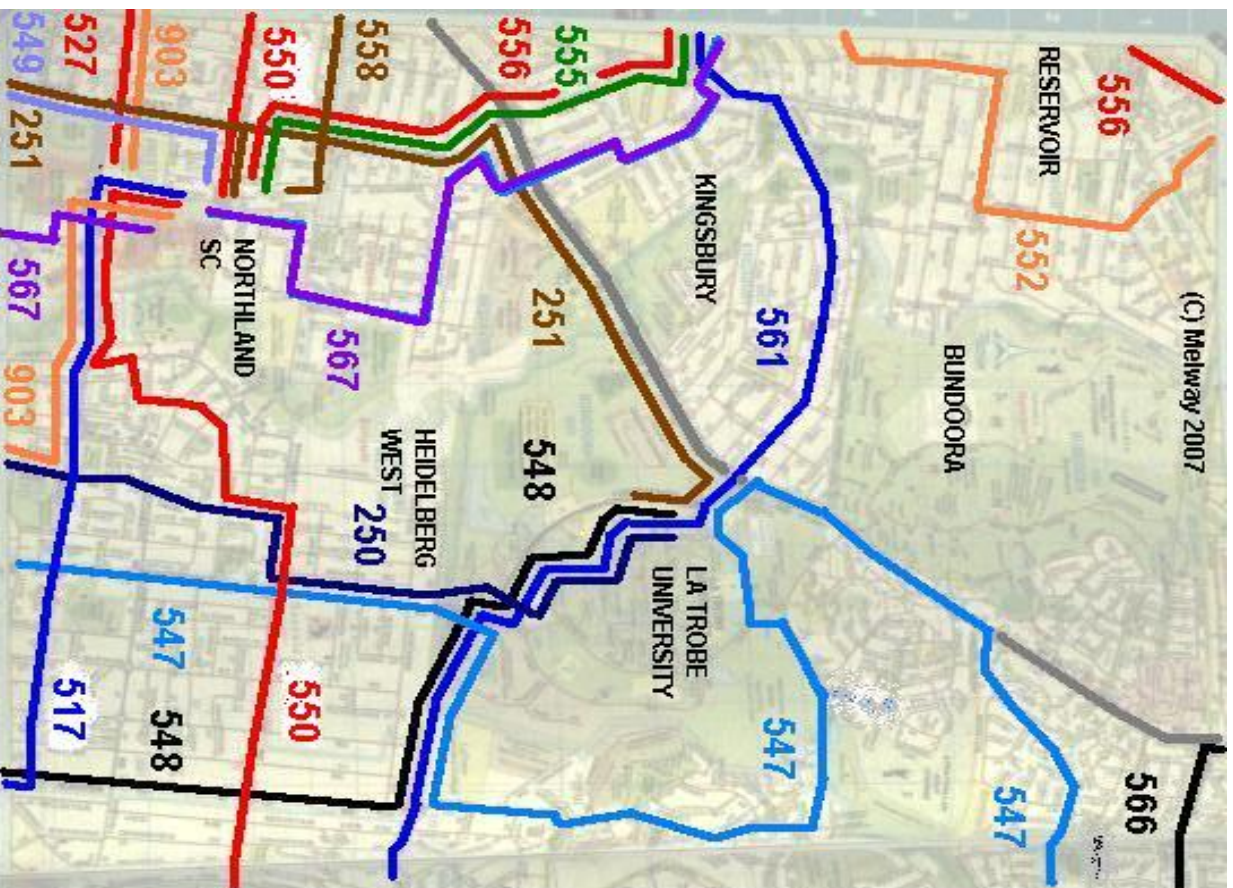 (C) Melway 2007
566
556
RESERVOIR
552
547
BUNDOORA
561
547
KINGSBURY
LA TROBE
UNIVERSITY
555
251
548
556
HEIDELBERG
WEST
558
250
567
550
550
NORTHLAND
SC
903
547
548
527
517
549
251
567
903